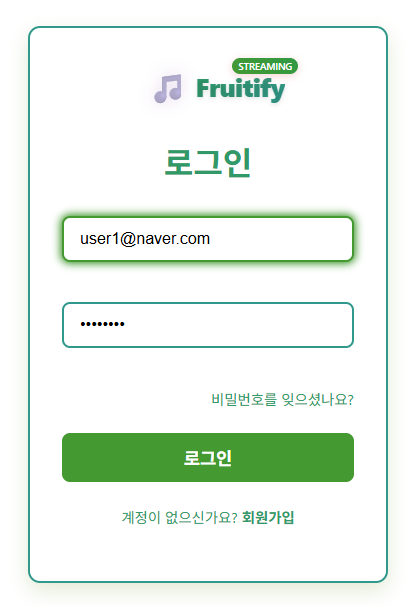 STREAMING
Fruitify
로그인
user1@naver.com
••••••••
비밀번호를 잊으셨나요?
로그인
계정이 없으신가요? 회원가입